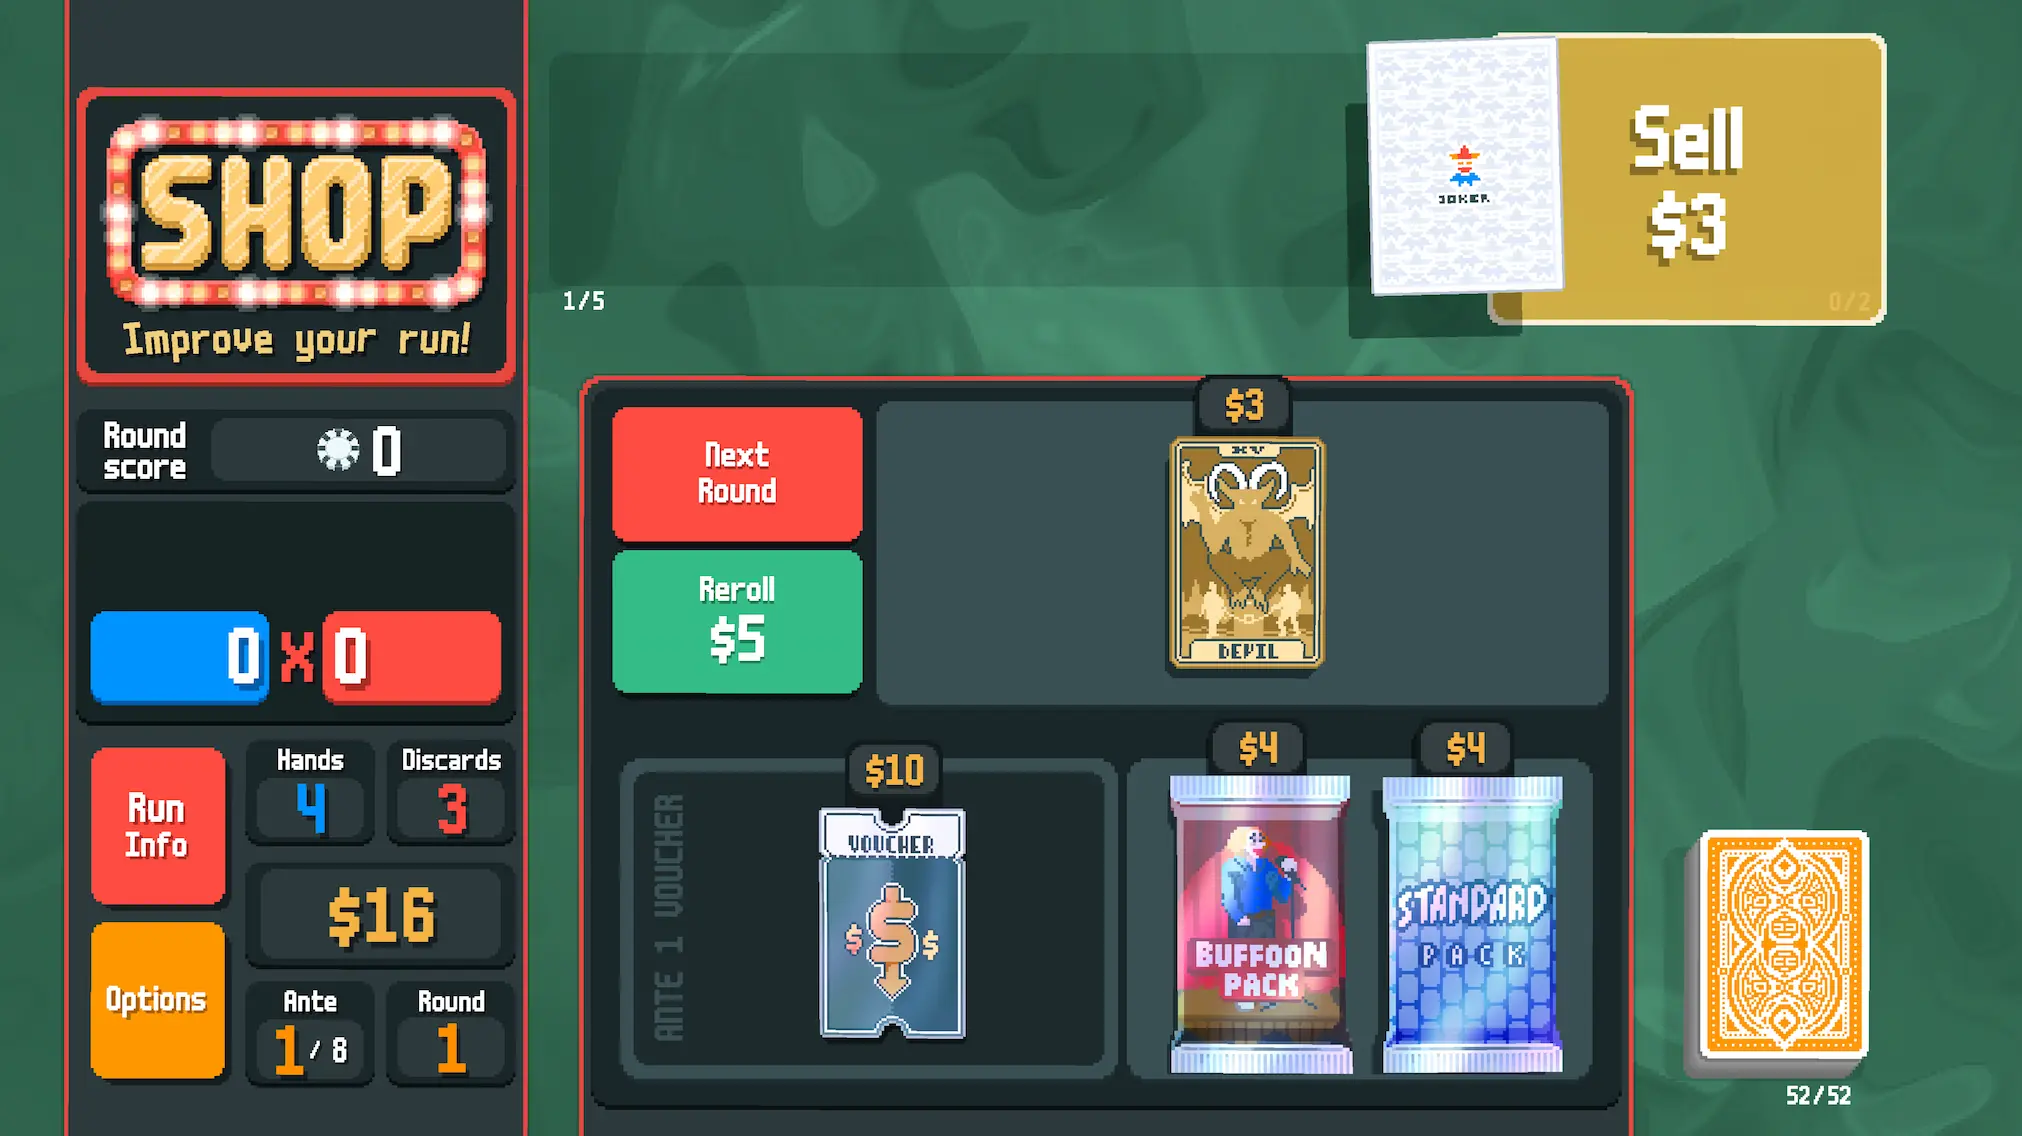 SHOP
Improve your run!
Round
score
0
0 X 0
Run
Info
Hands
4
Discards
3
$16
Options
Ante
1 / 8
Round
1
1/5
JOKER
Sell
$3
0/2
Next
Round
Reroll
$5
$3
XV
DEVIL
ANTE 1 VOUCHER
$10
VOUCHER
$ $ $
$4
BUFFOON
PACK
$4
STANDARD
PACK
52/52